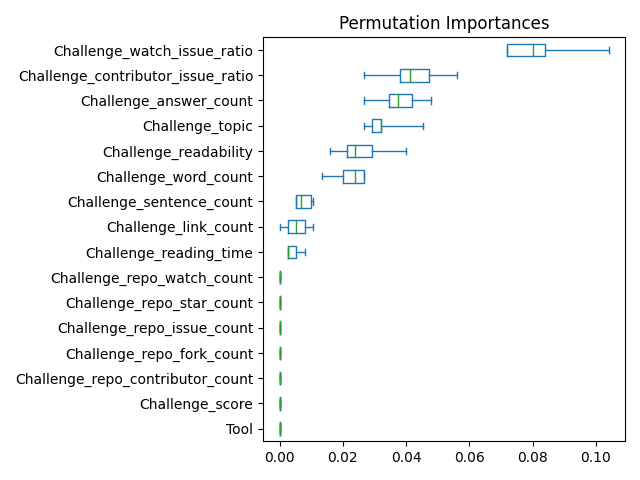 Permutation Importances
Challenge_watch_issue_ratio
Challenge_contributor_issue_ratio
Challenge_answer_count
Challenge_topic
Challenge_readability
Challenge_word_count
Challenge_sentence_count
Challenge_link_count
Challenge_reading_time
Challenge_repo_watch_count
Challenge_repo_star_count
Challenge_repo_issue_count
Challenge_repo_fork_count
Challenge_repo_contributor_count
Challenge_score
Tool
0.00 0.02 0.04 0.06 0.08 0.10